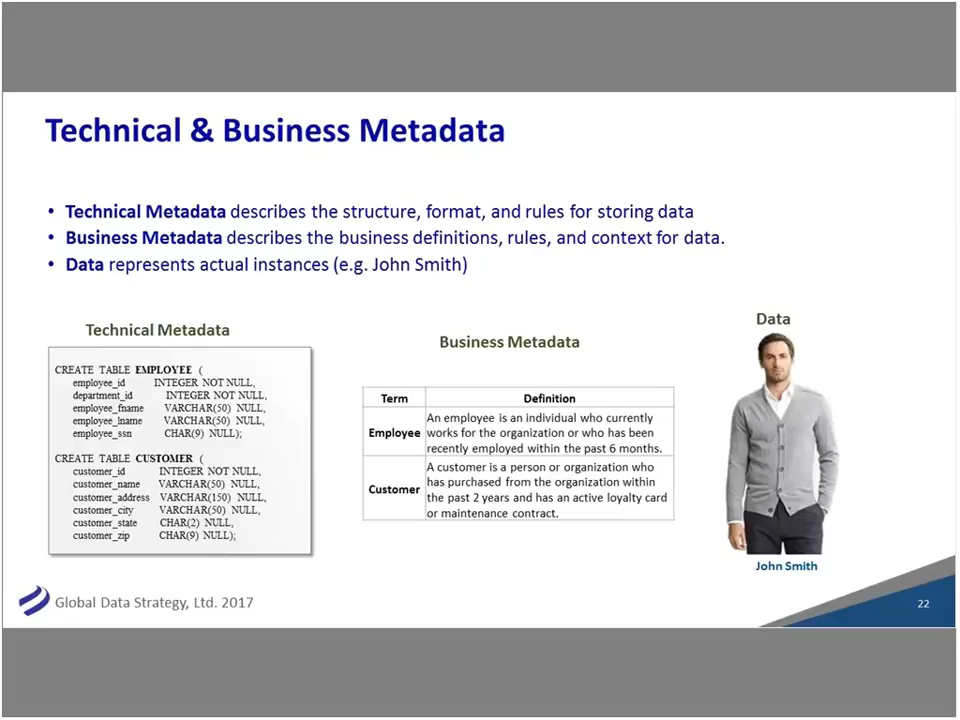 Technical & Business Metadata
• Technical Metadata describes the structure, format, and rules for storing data
• Business Metadata describes the business definitions, rules, and context for data.
• Data represents actual instances (e.g. John Smith)
Technical Metadata
CREATE TABLE EMPLOYEE (
employee_id INTEGER NOT NULL,
department_id INTEGER NOT NULL,
employee_fname VARCHAR(50) NULL,
employee_lname VARCHAR(50) NULL,
employee_ssn CHAR(9) NULL);
CREATE TABLE CUSTOMER (
customer_id INTEGER NOT NULL,
customer_name VARCHAR(50) NULL,
customer_address VARCHAR(150) NULL,
customer_city VARCHAR(50) NULL,
customer_state CHAR(2) NULL,
customer_zip CHAR(9) NULL);
Business Metadata
Term Definition
Employee
An employee is an individual who currently
works for the organization or who has been
recently employed within the past 6 months.
Customer
A customer is a person or organization who
has purchased from the organization within
the past 2 years and has an active loyalty card
or maintenance contract.
Data
John Smith
Global Data Strategy, Ltd. 2017
22